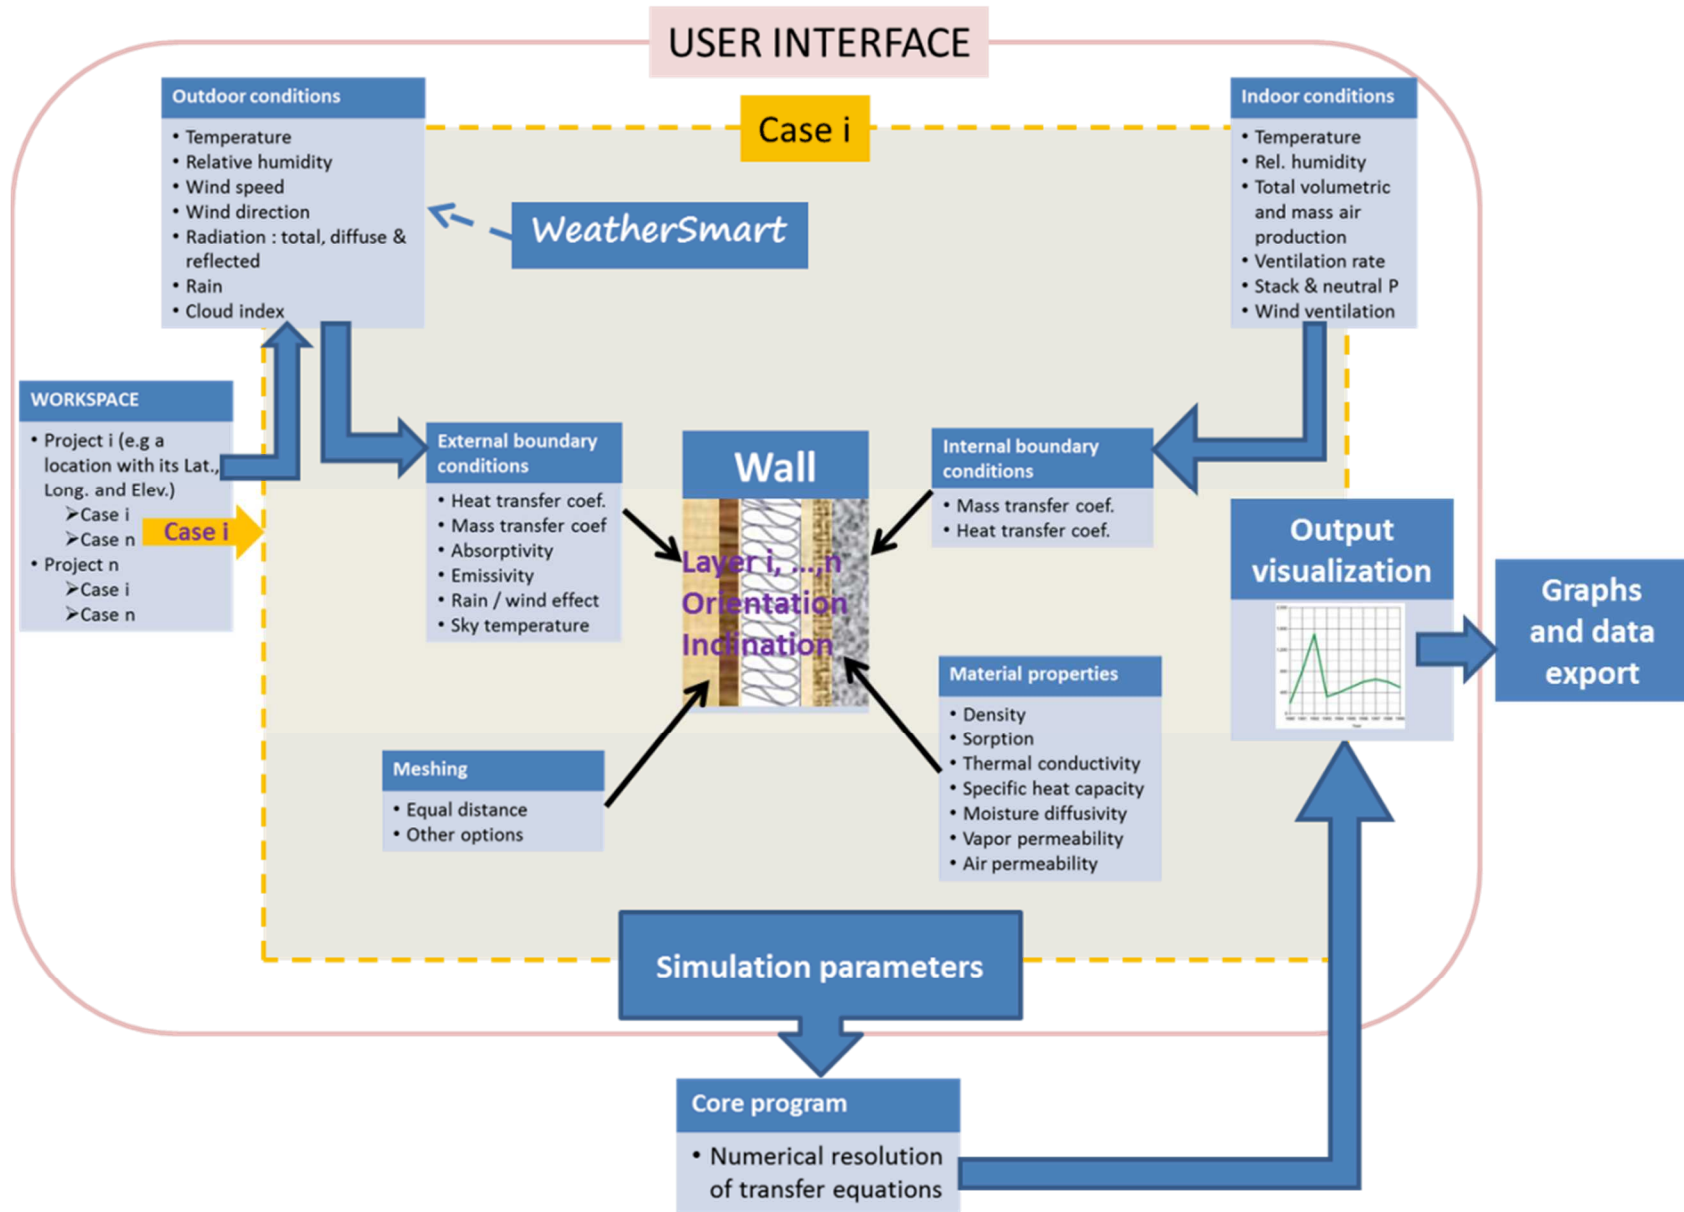 USER INTERFACE
Outdoor conditions
• Temperature
• Relative humidity
• Wind speed
• Wind direction
• Radiation : total, diffuse &
reflected
• Rain
• Cloud index
Case i
WeatherSmart
Indoor conditions
• Temperature
• Rel. humidity
• Total volumetric
and mass air
production
• Ventilation rate
• Stack & neutral P
• Wind ventilation
WORKSPACE
• Project i (e.g a
location with its Lat.,
Long. and Elev.)
➢Case i
➢Case n
• Project n
➢Case i
➢Case n
Case i
External boundary
conditions
• Heat transfer coef.
• Mass transfer coef
• Absorptivity
• Emissivity
• Rain / wind effect
• Sky temperature
Wall
Layer i, ...,n
Orientation
Inclination
Internal boundary
conditions
• Mass transfer coef.
• Heat transfer coef.
Output
visualization
Graphs
and data
export
Meshing
• Equal distance
• Other options
Material properties
• Density
• Sorption
• Thermal conductivity
• Specific heat capacity
• Moisture diffusivity
• Vapor permeability
• Air permeability
Simulation parameters
Core program
• Numerical resolution
of transfer equations